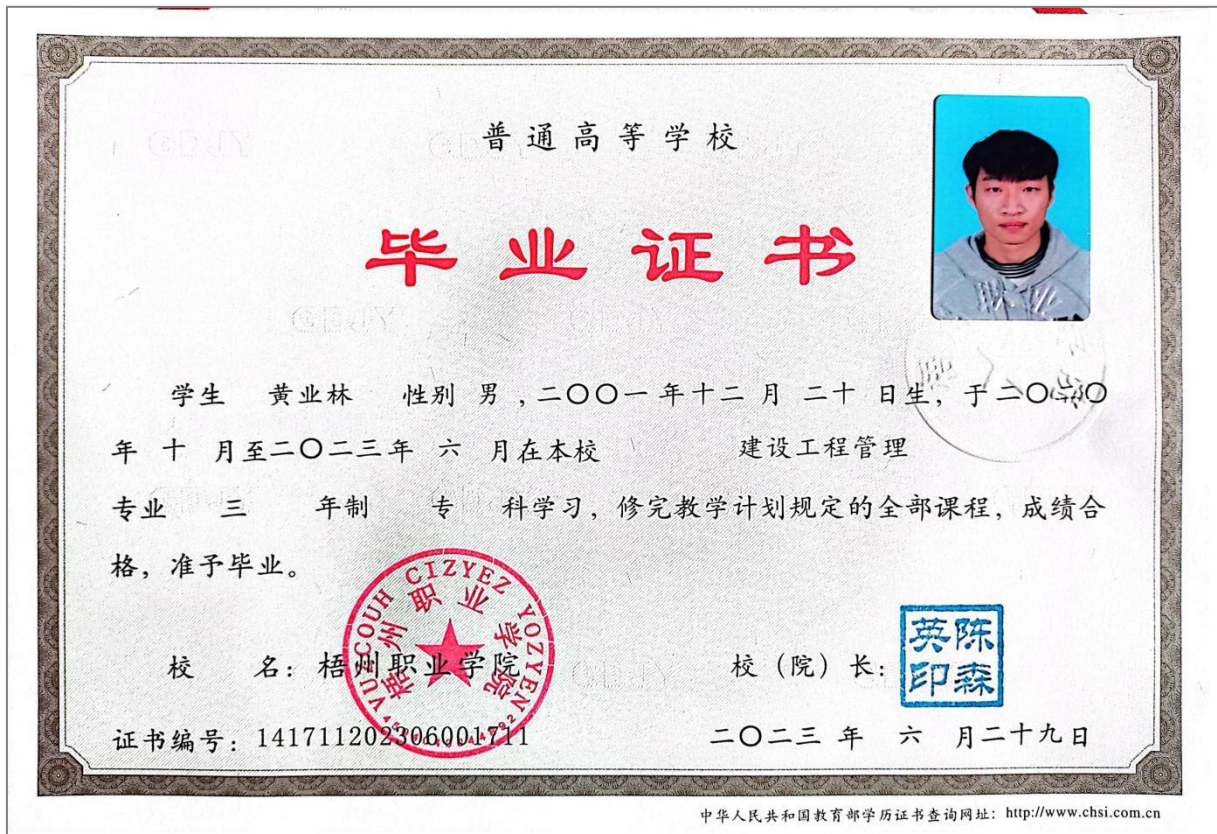 普通高等学校
毕业证书
学生 黄业林 性别 男 ,二〇〇一 年十二 月 二十 日生, 于二〇二〇
年 十 月至二〇二三年 六 月在本校 建设工程管理
专业 三 年制 专 科学习, 修完教学计划规定的全部课程, 成绩合
格, 准予毕业。
VUZCOUH CIZYEZ YOZYEN
梧州职业学院
校 名: 梧州职业学院
校 (院) 长:
陈森英印
证书编号: 141711202306001711
二〇二三 年 六 月二十九日
中华人民共和国教育部学历证书查询网址: http://www.chsi.com.cn